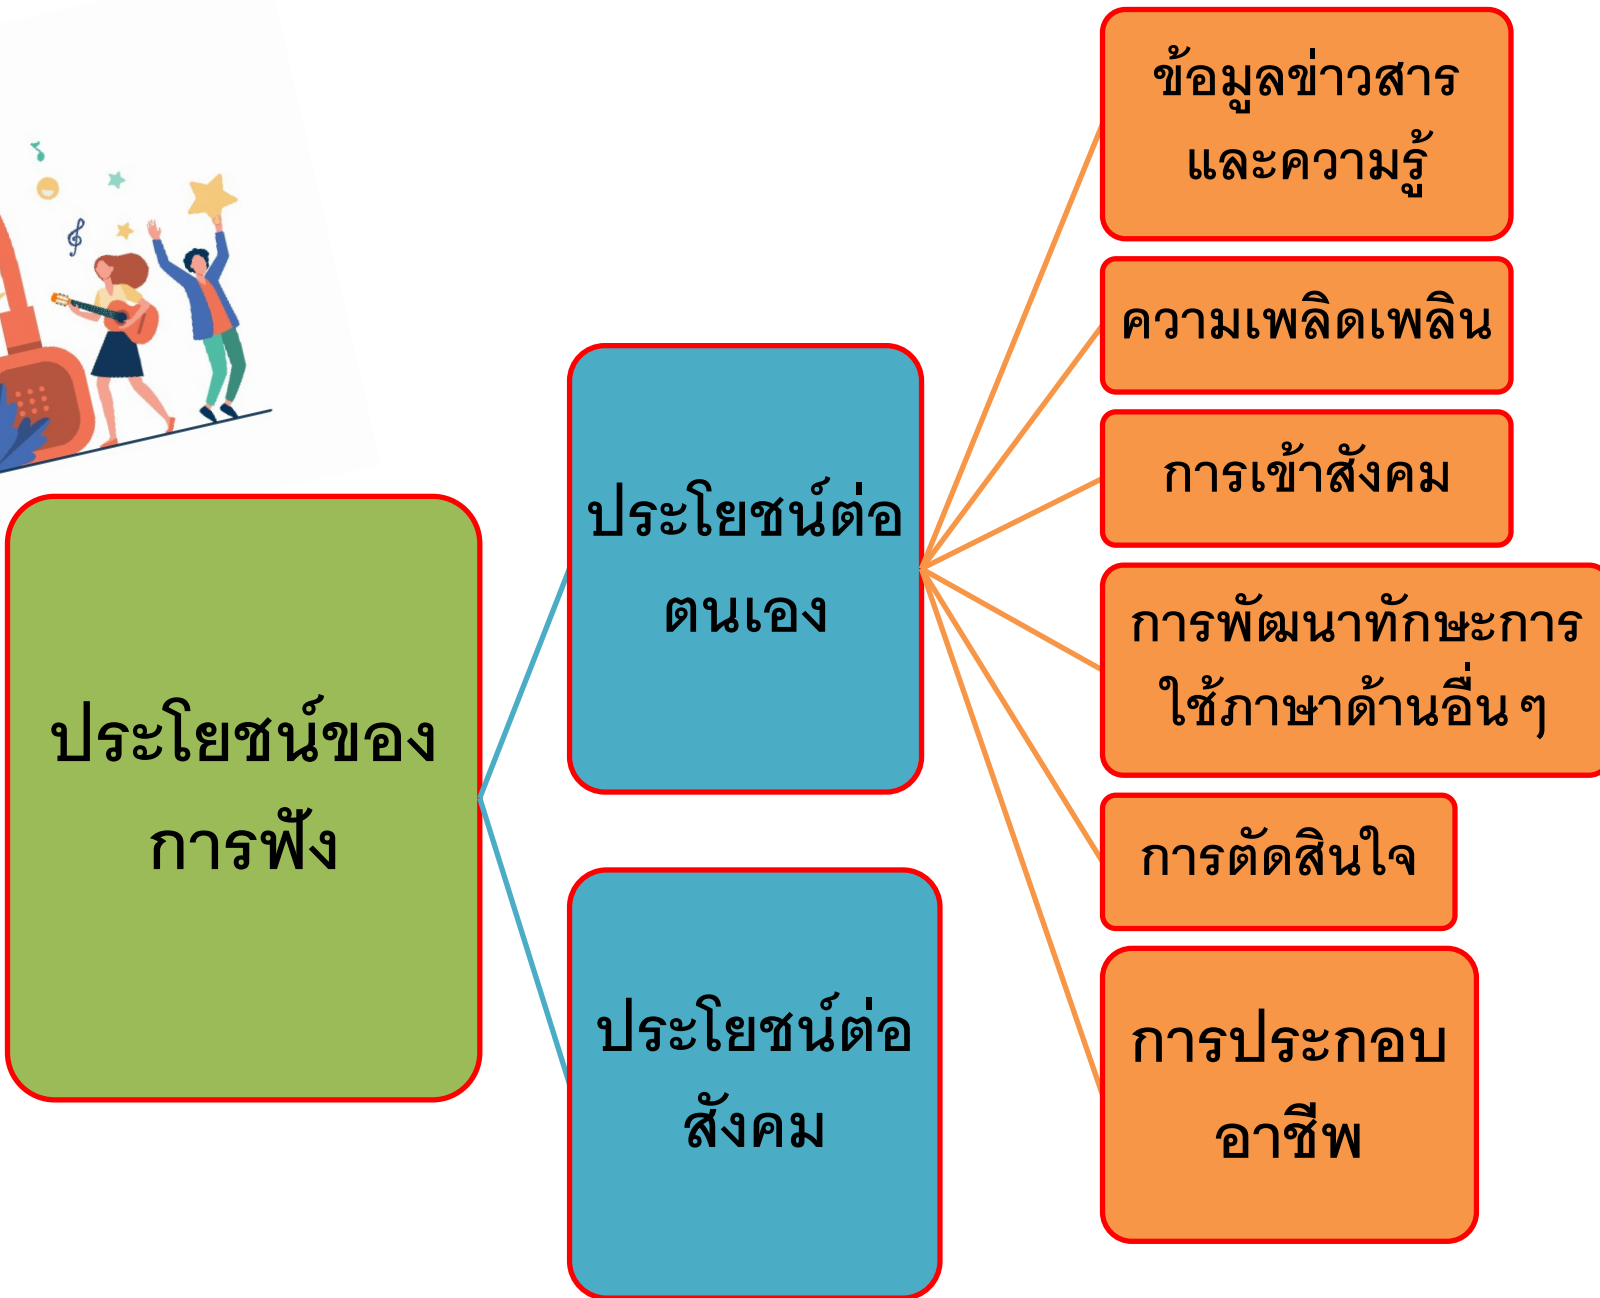 ประโยชน์ของ
การฟัง
ประโยชน์ต่อ
ตนเอง
ข้อมูลข่าวสาร
และความรู้
ความเพลิดเพลิน
การเข้าสังคม
การพัฒนาทักษะการ
ใช้ภาษาด้านอื่น ๆ
การตัดสินใจ
การประกอบ
อาชีพ
ประโยชน์ต่อ
สังคม